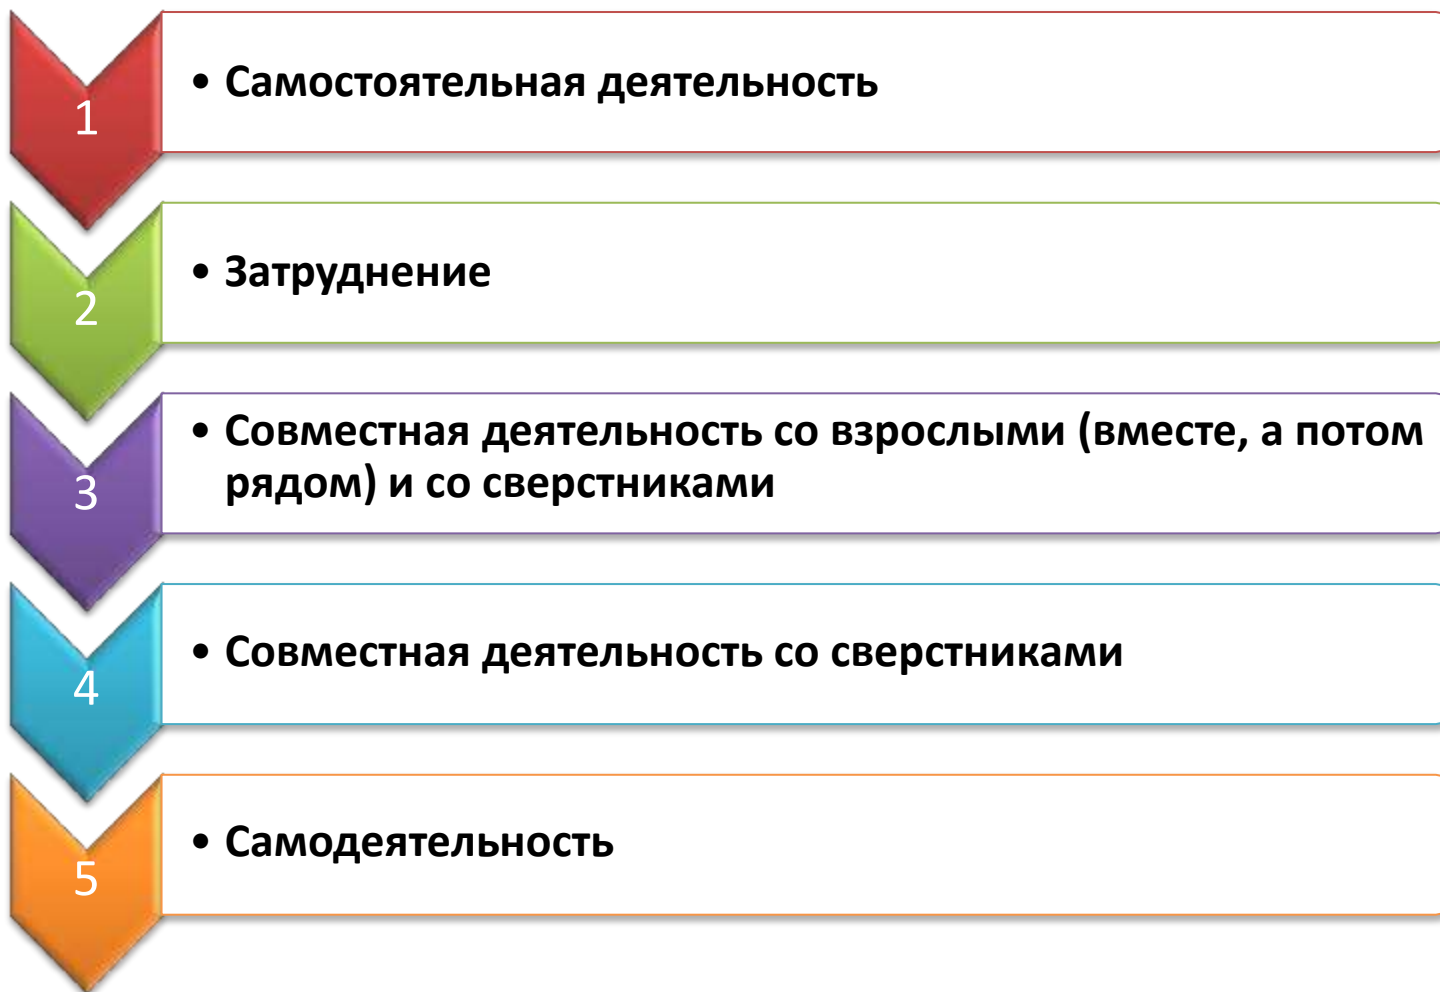 1
• Самостоятельная деятельность
2
• Затруднение
3
• Совместная деятельность со взрослыми (вместе, а потом
рядом) и со сверстниками
4
• Совместная деятельность со сверстниками
5
• Самодеятельность